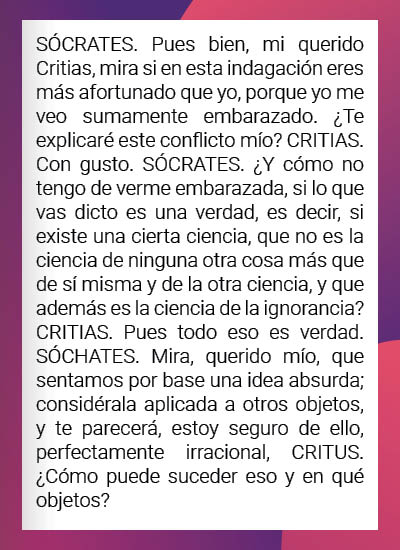 SÓCRATES. Pues bien, mi querido
Critias, mira si en esta indagación eres
más afortunado que yo, porque yo me
veo sumamente embarazado. ¿Te
explicaré este conflicto mío? CRITIAS.
Con gusto. SÓCRATES. ¿Y cómo no
tengo de verme embarazada, si lo que
vas dicto es una verdad, es decir, si
existe una cierta ciencia, que no es la
ciencia de ninguna otra cosa más que
de sí misma y de la otra ciencia, y que
además es la ciencia de la ignorancia?
CRITIAS. Pues todo eso es verdad.
SÓCHATES. Mira, querido mío, que
sentamos por base una idea absurda;
considérala aplicada a otros objetos,
y te parecerá, estoy seguro de ello,
perfectamente irracional, CRITUS.
¿Cómo puede suceder eso y en qué
objetos?